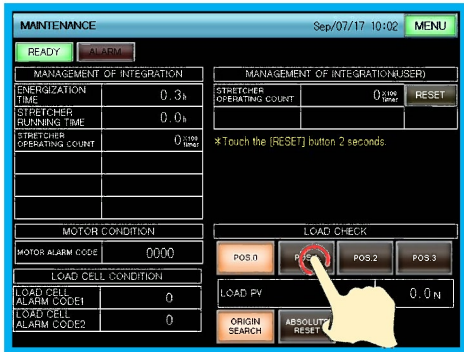 MAINTENANCE
Sep/07/17 10:02
MENU
READY
ALARM
MANAGEMENT OF INTEGRATION
ENERGIZATION TIME
0.3h
STRETCHER RUNNING TIME
0.0h
STRETCHER OPERATING COUNT
0 X100 times
MANAGEMENT OF INTEGRATION(USER)
STRETCHER OPERATING COUNT
0 X100 times
RESET
*Touch the [RESET] button 2 seconds.
MOTOR CONDITION
MOTOR ALARM CODE
0000
LOAD CELL CONDITION
LOAD CELL ALARM CODE1
0
LOAD CELL ALARM CODE2
0
LOAD CHECK
POS.0
POS.2
POS.3
LOAD PV
0.0 N
ORIGIN SEARCH
ABSOLUTE RESET